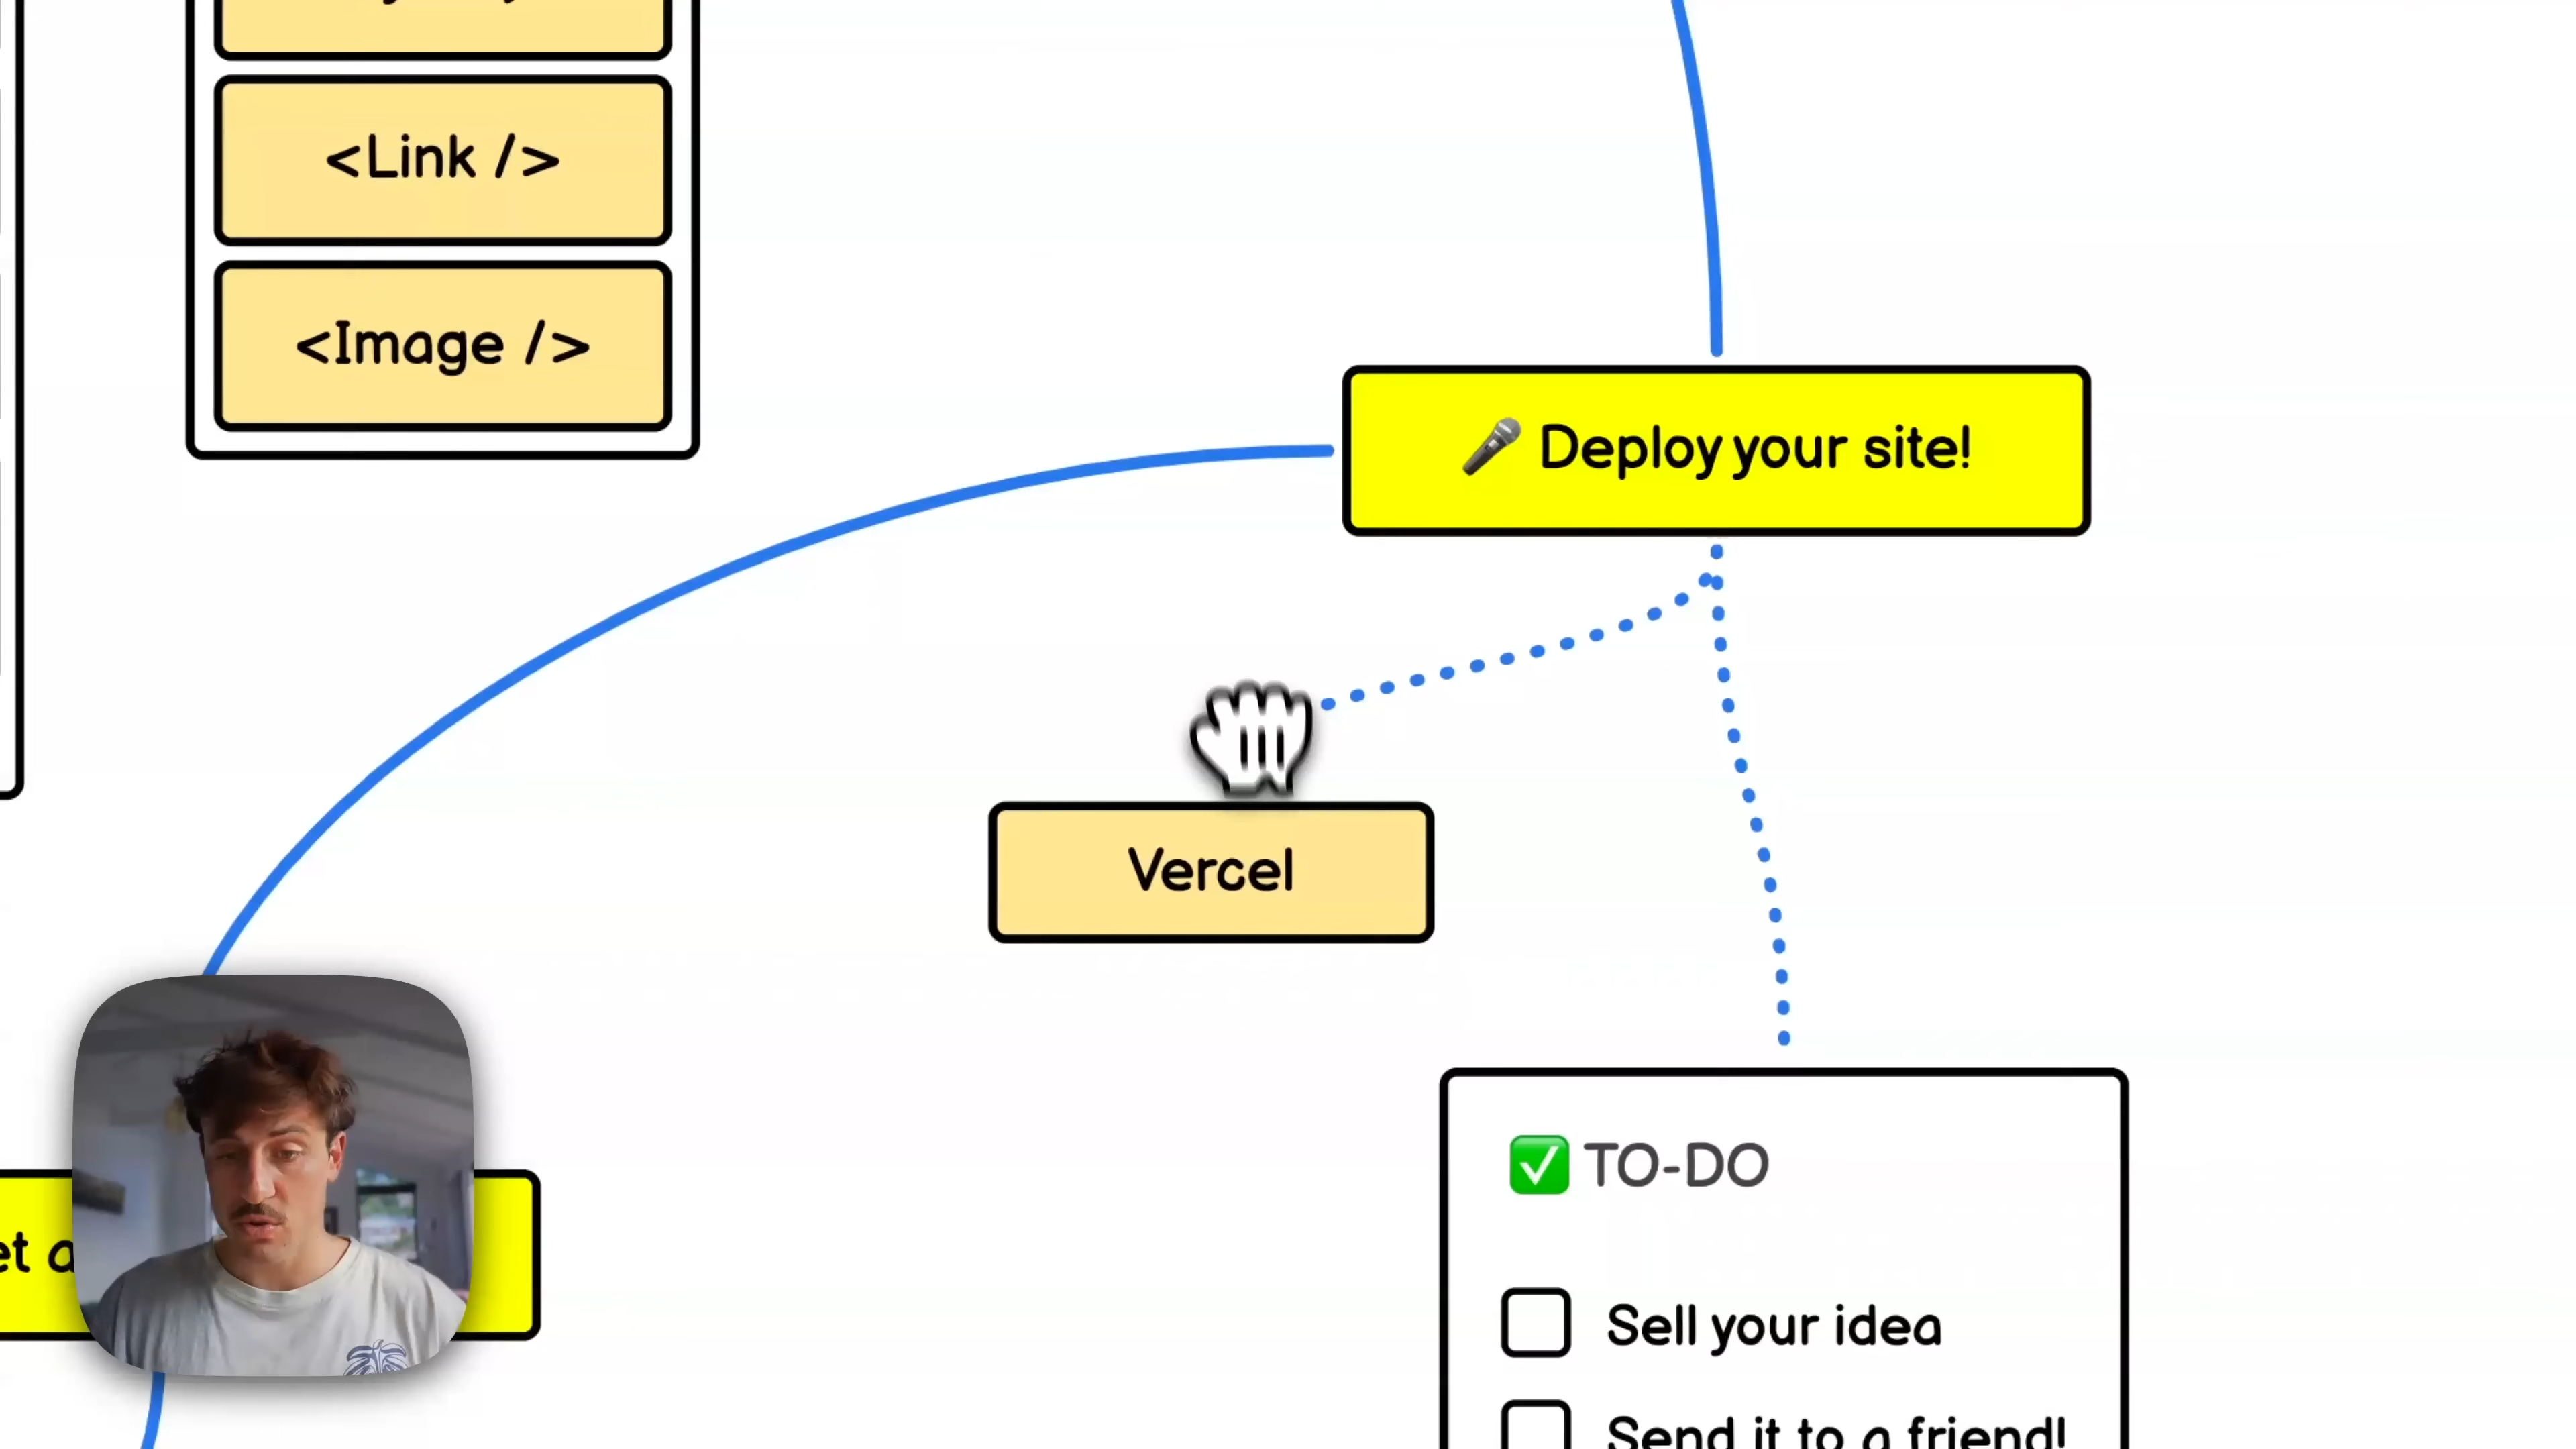 <Link />
<Image />
🎤 Deploy your site!
Vercel
✅ TO-DO
Sell your idea
Send it to a friend!